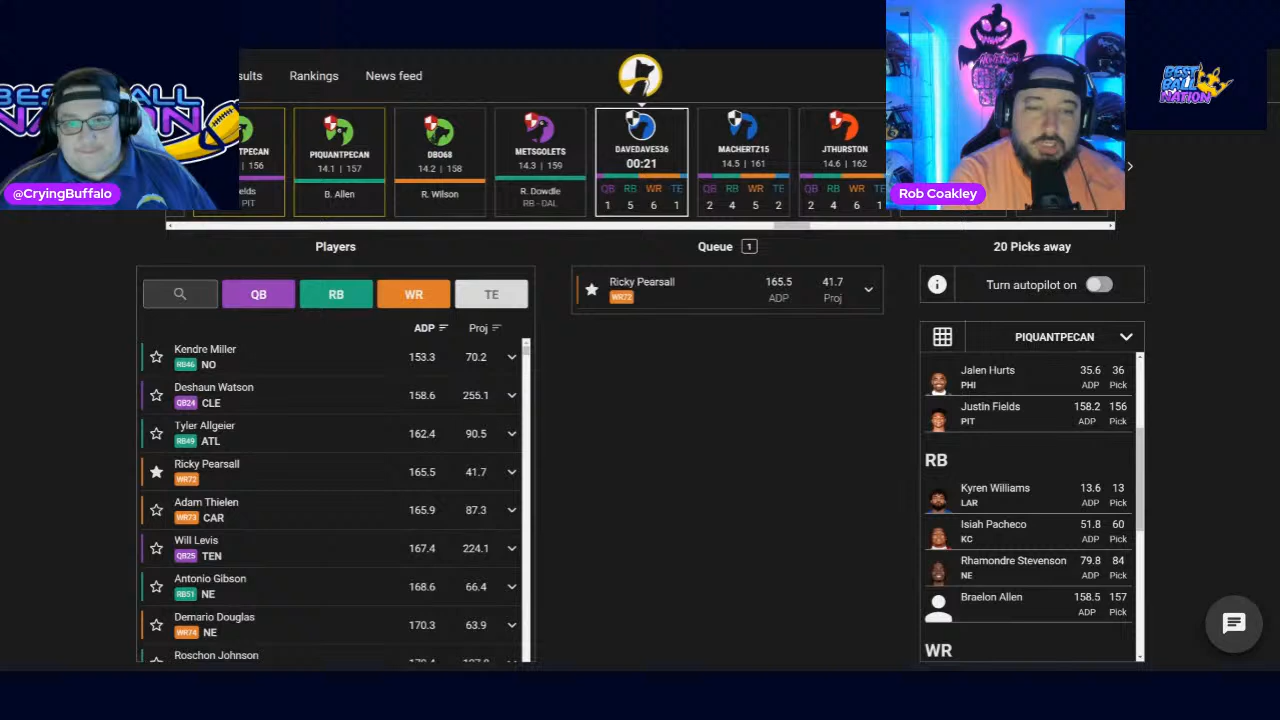 BEST BALL
NATION
@CryingBuffalo
Rob Coakley
BEST
BALL
NATION
sults Rankings News feed
TPECAN
156
elds
PIT
PIQUANTPECAN
14.1 | 157
B. Allen
DBO68
14.2 | 158
R. Wilson
METSGOLETS
14.3 | 159
R. Dowdle
RB - DAL
DAVEDAVE536
00:21
QB RB WR TE
1 5 6 1
MACHERTZ15
14.5 | 161
QB RB WR TE
2 4 5 2
JTHURSTON
14.6 | 162
QB RB WR TE
2 4 6 1
Players
QB RB WR TE
ADP Proj
Kendre Miller 153.3 70.2
RB46 NO
Deshaun Watson 158.6 255.1
QB24 CLE
Tyler Allgeier 162.4 90.5
RB49 ATL
Ricky Pearsall 165.5 41.7
WR72
Adam Thielen 165.9 87.3
WR73 CAR
Will Levis 167.4 224.1
QB25 TEN
Antonio Gibson 168.6 66.4
RB51 NE
Demario Douglas 170.3 63.9
WR74 NE
Roschon Johnson
Queue 1
Ricky Pearsall 165.5 41.7
WR72 ADP Proj
20 Picks away
Turn autopilot on
PIQUANTPECAN
Jalen Hurts 35.6 36
PHI ADP Pick
Justin Fields 158.2 156
PIT ADP Pick
RB
Kyren Williams 13.6 13
LAR ADP Pick
Isiah Pacheco 51.8 60
KC ADP Pick
Rhamondre Stevenson 79.8 84
NE ADP Pick
Braelon Allen 158.5 157
ADP Pick
WR